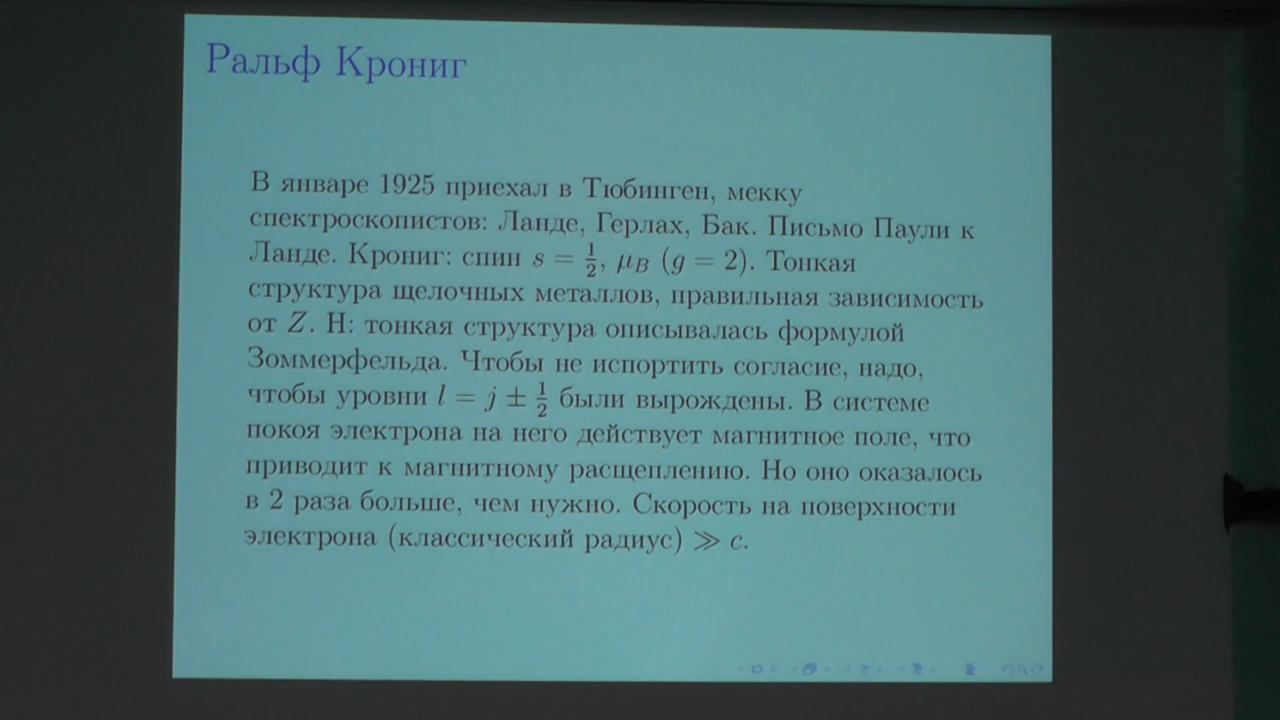 Ральф Крониг
В январе 1925 приехал в Тюбинген, мекку
спектроскопистов: Ланде, Герлах, Бак. Письмо Паули к
Ланде. Крониг: спин s = 1/2, μ_B (g = 2). Тонкая
структура щелочных металлов, правильная зависимость
от Z. H: тонкая структура описывалась формулой
Зоммерфельда. Чтобы не испортить согласие, надо,
чтобы уровни l = j ± 1/2 были вырождены. В системе
покоя электрона на него действует магнитное поле, что
приводит к магнитному расщеплению. Но оно оказалось
в 2 раза больше, чем нужно. Скорость на поверхности
электрона (классический радиус) ≫ c.